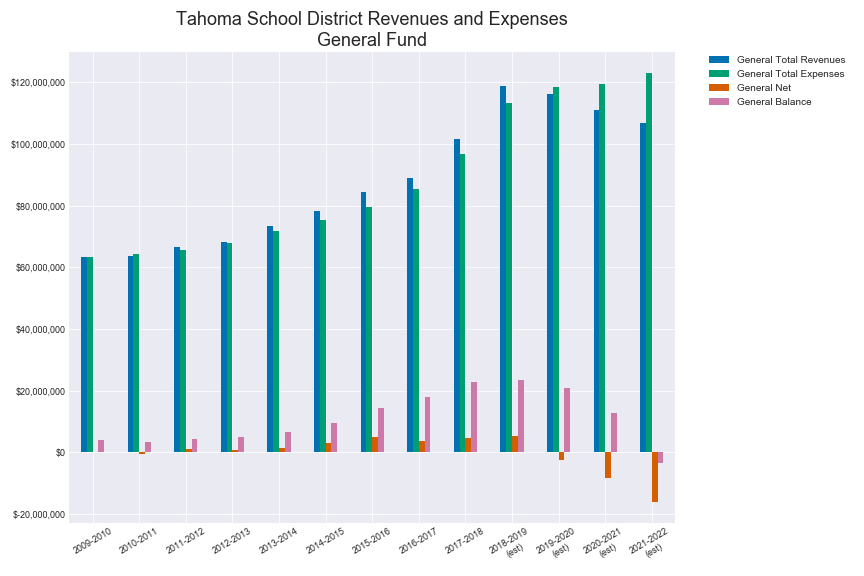 Tahoma School District Revenues and Expenses
General Fund
General Total Revenues
General Total Expenses
General Net
General Balance
$120,000,000
$100,000,000
$80,000,000
$60,000,000
$40,000,000
$20,000,000
$0
$-20,000,000
2009-2010
2010-2011
2011-2012
2012-2013
2013-2014
2014-2015
2015-2016
2016-2017
2017-2018
2018-2019
(est)
2019-2020
(est)
2020-2021
(est)
2021-2022
(est)